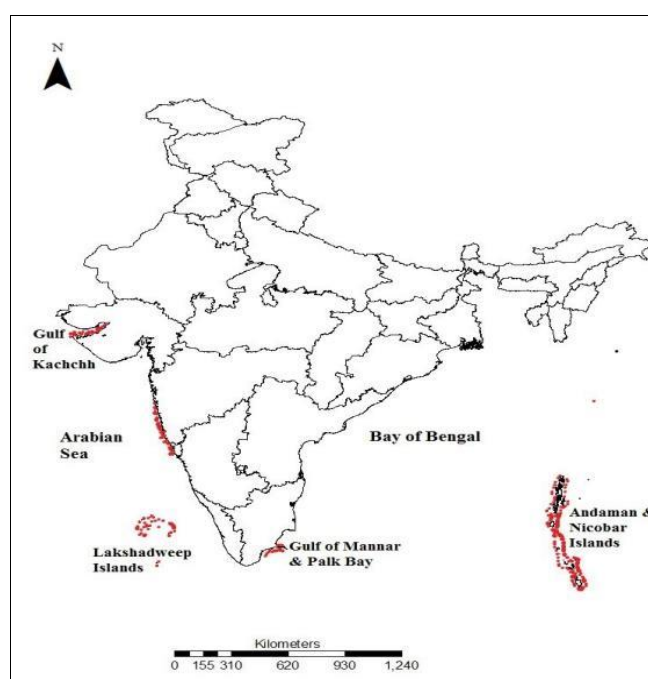 N
Gulf
of
Kachchh
Arabian
Sea
Bay of Bengal
Lakshadweep
Islands
Gulf of Mannar
& Palk Bay
Andaman &
Nicobar
Islands
Kilometers
0 155 310 620 930 1,240